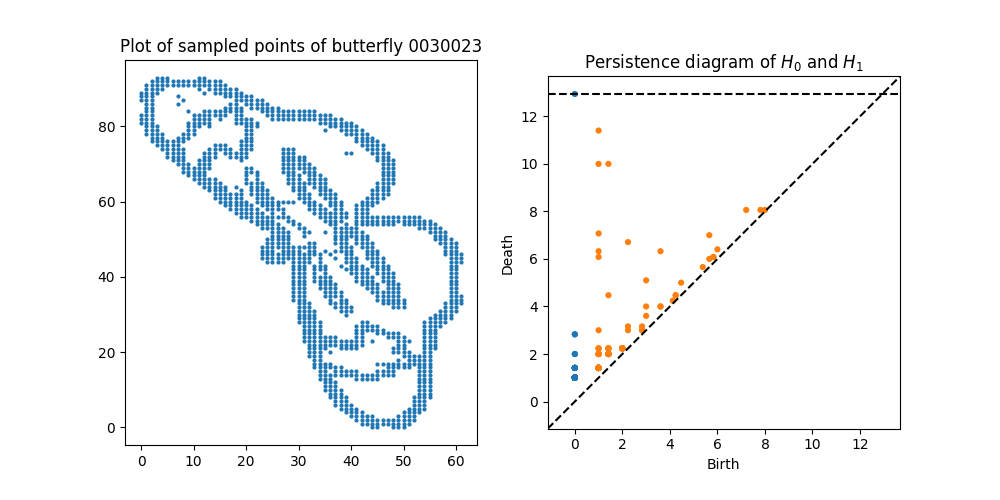 Plot of sampled points of butterfly 0030023
80
60
40
20
0
0 10 20 30 40 50 60
Persistence diagram of $H_0$ and $H_1$
Death
12
10
8
6
4
2
0
0 2 4 6 8 10 12
Birth